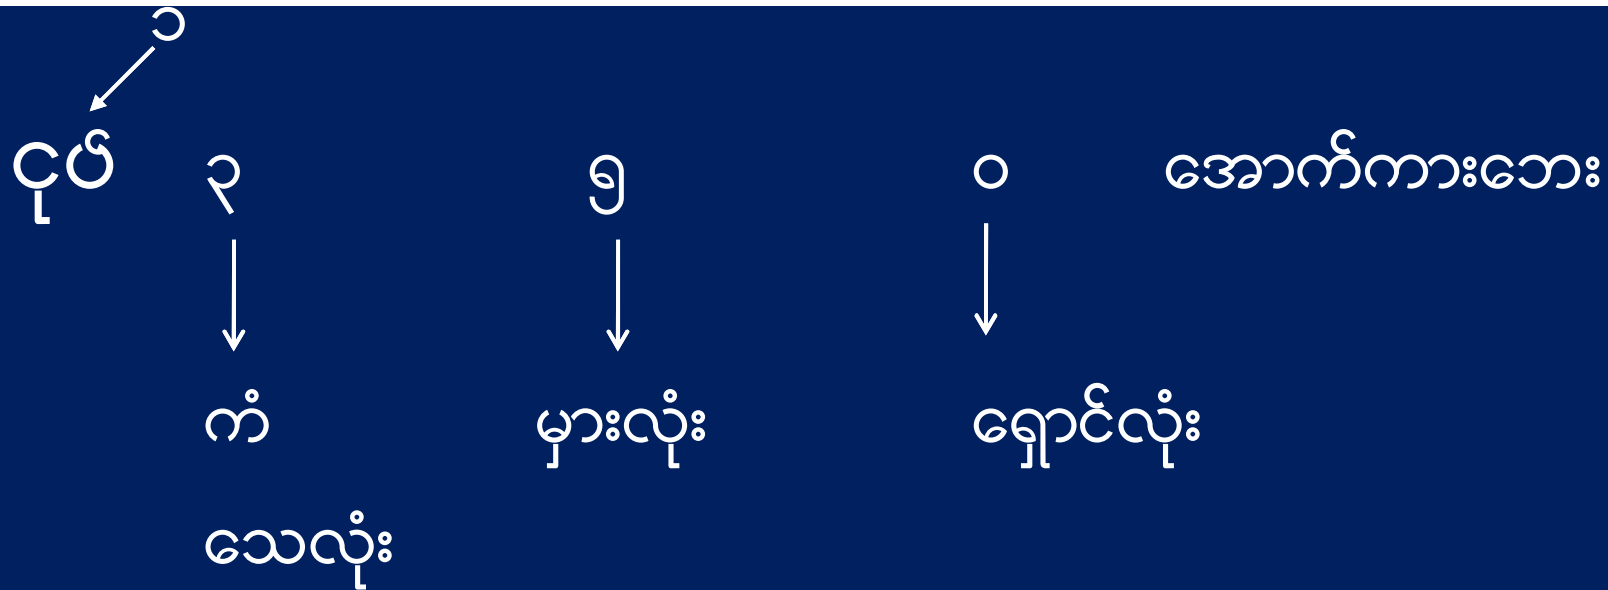 ၁
ငုပ် ၃ ၅ ၀ အောက်ကားဘေး
ကံ မှားလုံး ရှောင်လုံး
သေလုံး